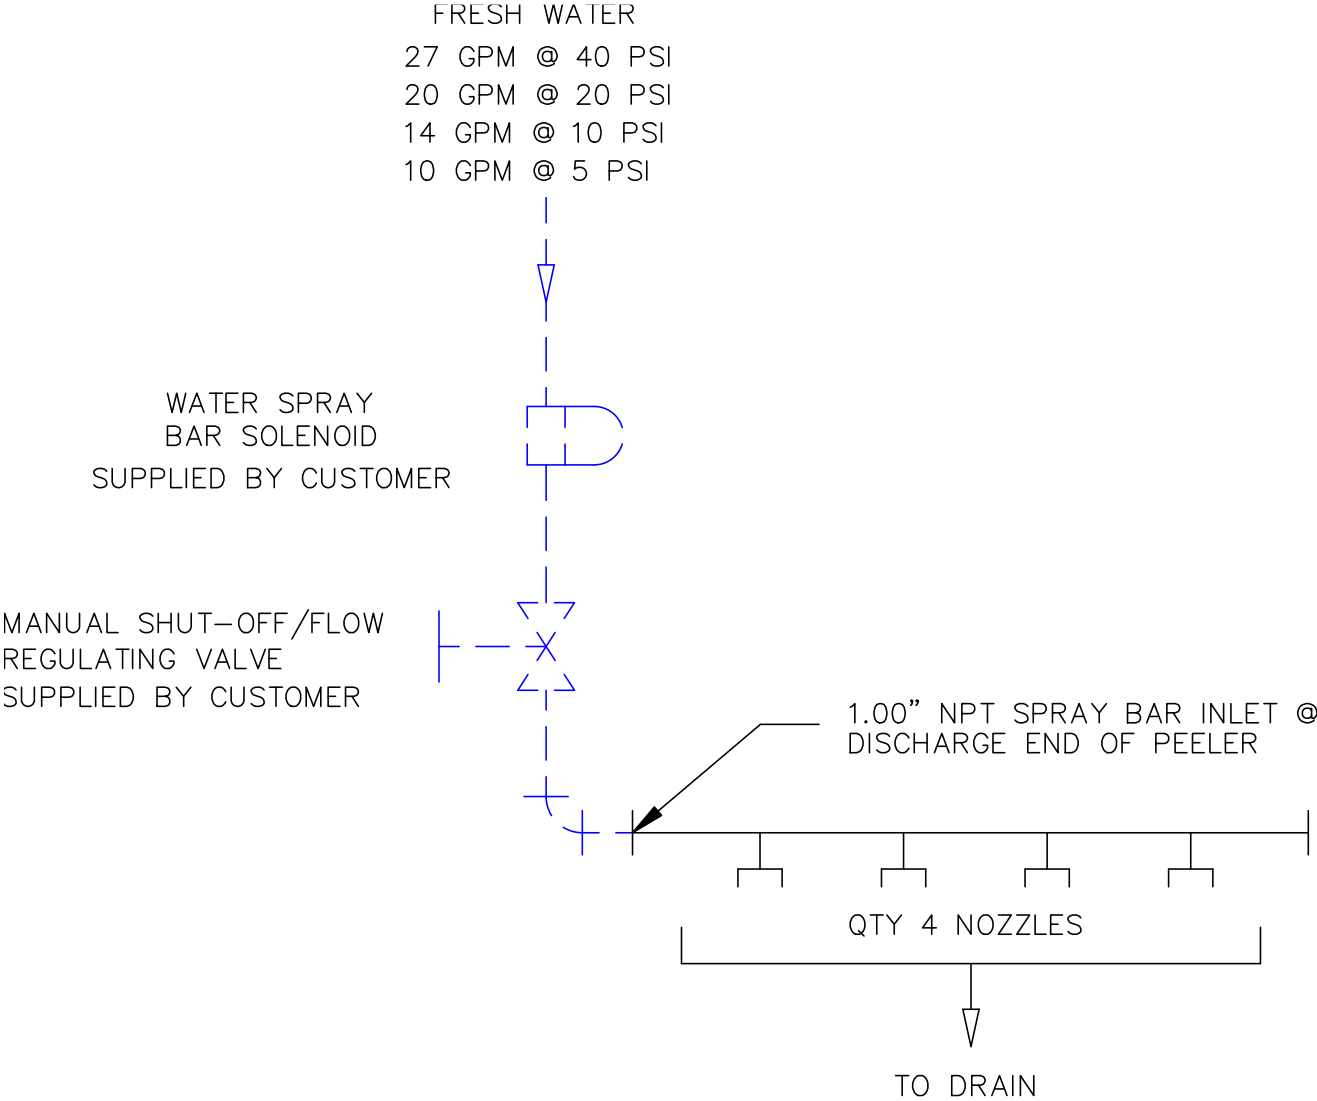 FRESH WATER
27 GPM @ 40 PSI
20 GPM @ 20 PSI
14 GPM @ 10 PSI
10 GPM @ 5 PSI
WATER SPRAY
BAR SOLENOID
SUPPLIED BY CUSTOMER
MANUAL SHUT-OFF/FLOW
REGULATING VALVE
SUPPLIED BY CUSTOMER
1.00” NPT SPRAY BAR INLET @
DISCHARGE END OF PEELER
QTY 4 NOZZLES
TO DRAIN